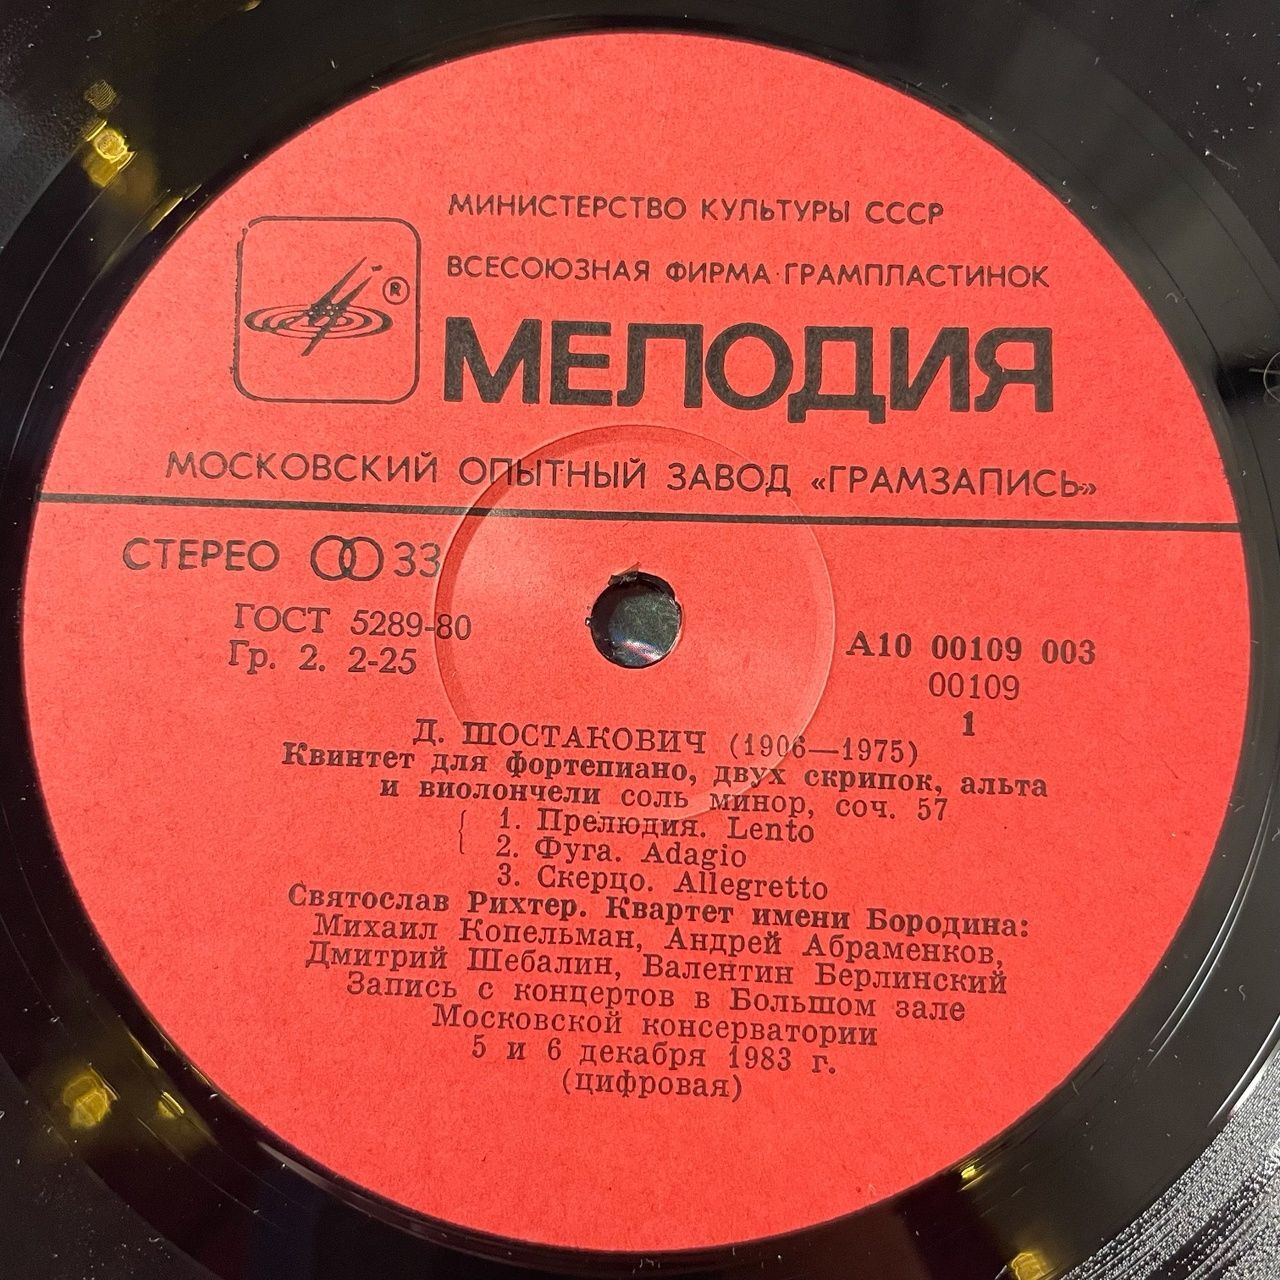 МИНИСТЕРСТВО КУЛЬТУРЫ СССР
ВСЕСОЮЗНАЯ ФИРМА ГРАМПЛАСТИНОК
®
МЕЛОДИЯ
МОСКОВСКИЙ ОПЫТНЫЙ ЗАВОД «ГРАМЗАПИСЬ»
СТЕРЕО 33
ГОСТ 5289-80
Гр. 2. 2-25
А10 00109 003
00109
1
Д. ШОСТАКОВИЧ (1906—1975)
Квинтет для фортепиано, двух скрипок, альта
и виолончели соль минор, соч. 57
1. Прелюдия. Lento
2. Фуга. Adagio
3. Скерцо. Allegretto
Святослав Рихтер. Квартет имени Бородина:
Михаил Копельман, Андрей Абраменков,
Дмитрий Шебалин, Валентин Берлинский
Запись с концертов в Большом зале
Московской консерватории
5 и 6 декабря 1983 г.
(цифровая)